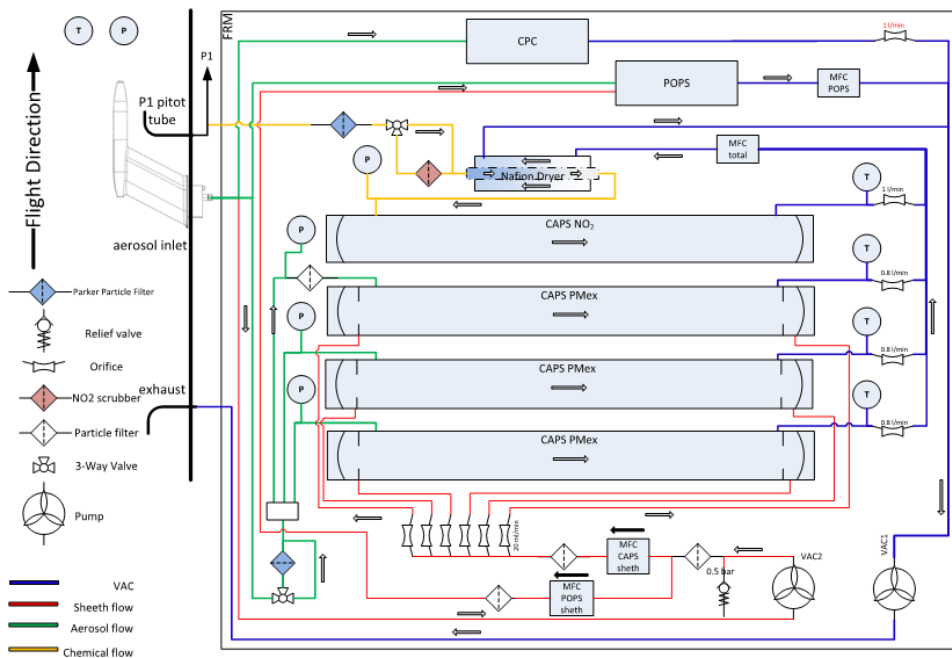 FRM
T
P
P1
CPC
1 l/min
POPS
MFC
POPS
Flight Direction
P1 pitot
tube
P
MFC
total
Nafion Dryer
T
1 l/min
aerosol inlet
P
CAPS NO₂
T
0.8 l/min
Parker Particle Filter
CAPS PMex
P
Relief valve
T
0.8 l/min
Orifice
CAPS PMex
P
exhaust
NO2 scrubber
T
0.8 l/min
Particle filter
CAPS PMex
3-Way Valve
Pump
20 ml/min
MFC
CAPS
sheth
0.5 bar
VAC2
VAC1
MFC
POPS
sheth
VAC
Sheeth flow
Aerosol flow
Chemical flow